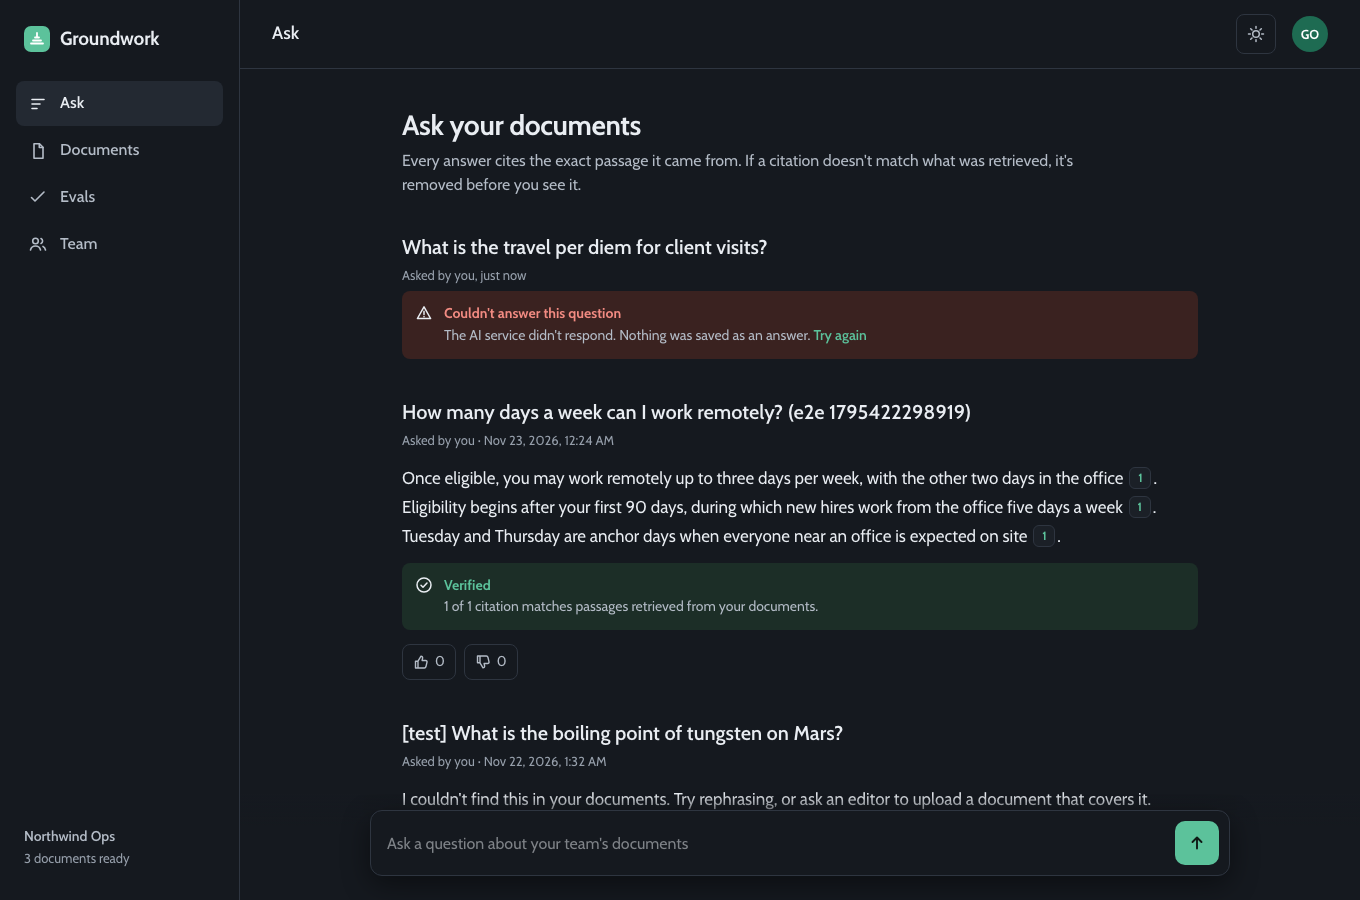 Groundwork
Ask
Documents
Evals
Team
Northwind Ops
3 documents ready
Ask
GO
Ask your documents
Every answer cites the exact passage it came from. If a citation doesn't match what was retrieved, it's
removed before you see it.
What is the travel per diem for client visits?
Asked by you, just now
Couldn't answer this question
The AI service didn't respond. Nothing was saved as an answer. Try again
How many days a week can I work remotely? (e2e 1795422298919)
Asked by you · Nov 23, 2026, 12:24 AM
Once eligible, you may work remotely up to three days per week, with the other two days in the office 1 .
Eligibility begins after your first 90 days, during which new hires work from the office five days a week 1 .
Tuesday and Thursday are anchor days when everyone near an office is expected on site 1 .
Verified
1 of 1 citation matches passages retrieved from your documents.
0
0
[test] What is the boiling point of tungsten on Mars?
Asked by you · Nov 22, 2026, 1:32 AM
I couldn't find this in your documents. Try rephrasing, or ask an editor to upload a document that covers it.
Ask a question about your team's documents